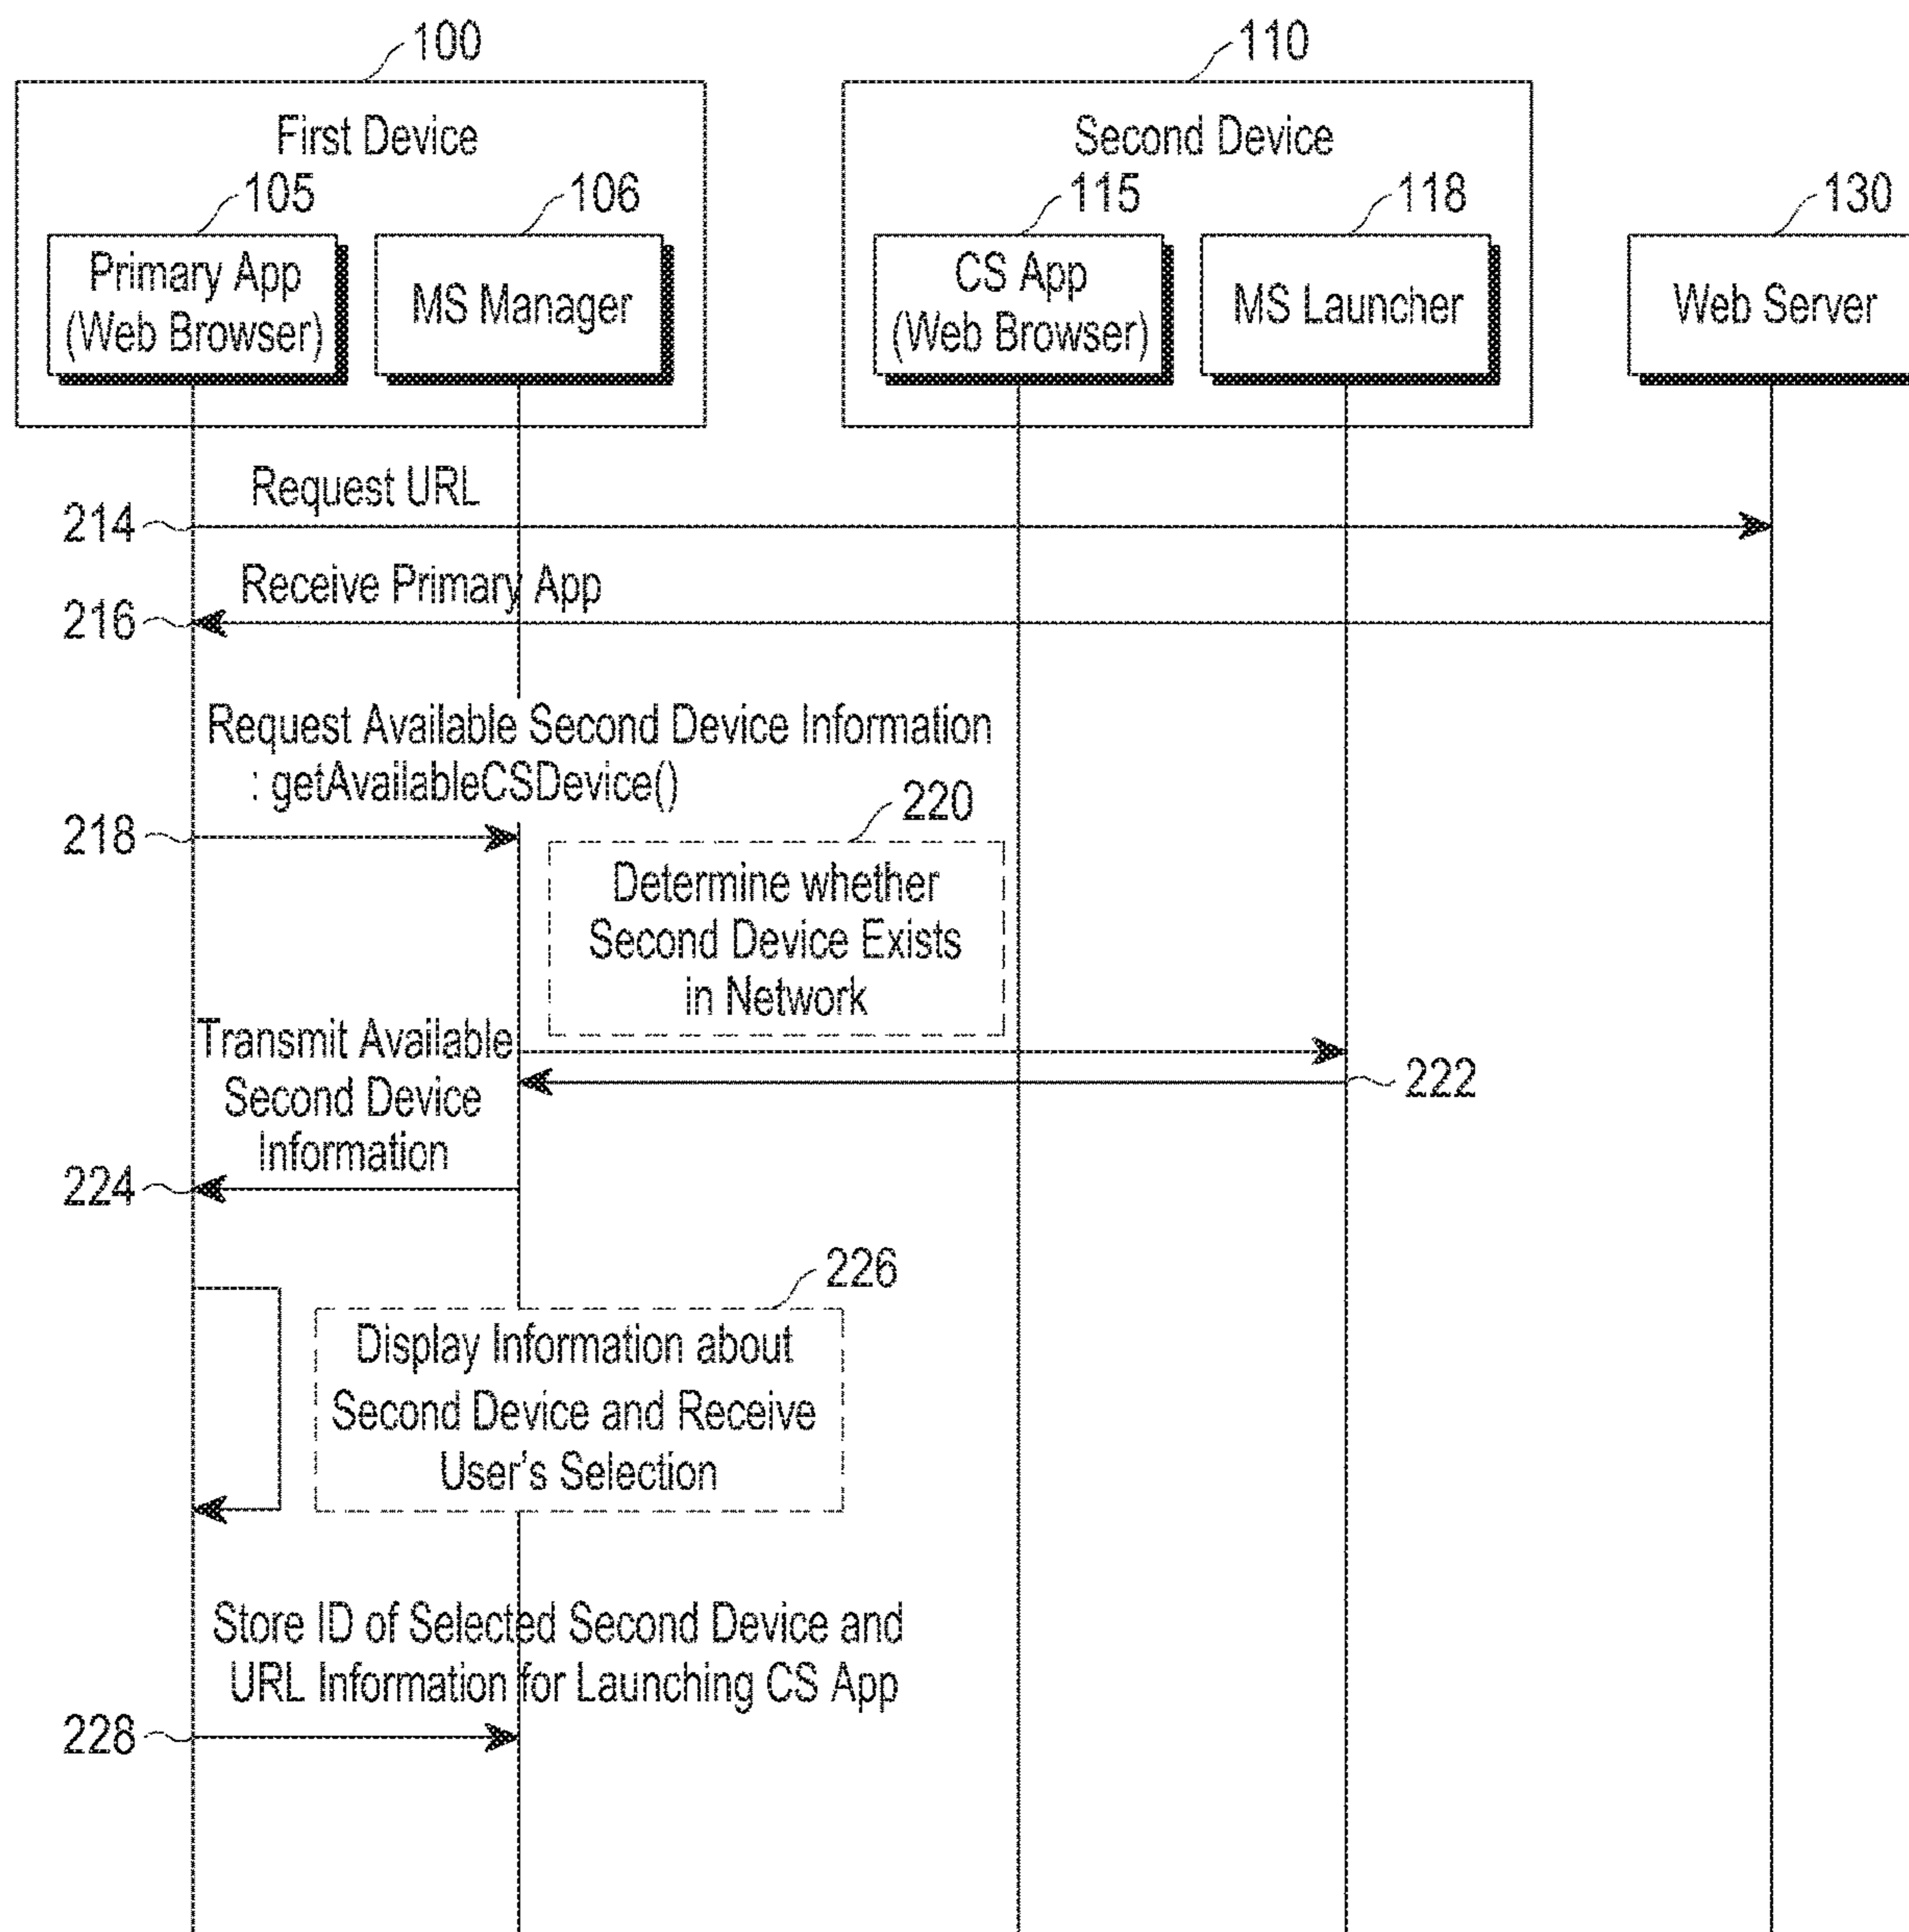 100
110
First Device
Second Device
105
106
115
118
130
Primary App
(Web Browser)
MS Manager
CS App
(Web Browser)
MS Launcher
Web Server
Request URL
214
Receive Primary App
216
Request Available Second Device Information
: getAvailableCSDevice()
218
220
Determine whether
Second Device Exists
in Network
Transmit Available
Second Device
Information
222
224
226
Display Information about
Second Device and Receive
User's Selection
Store ID of Selected Second Device and
URL Information for Launching CS App
228